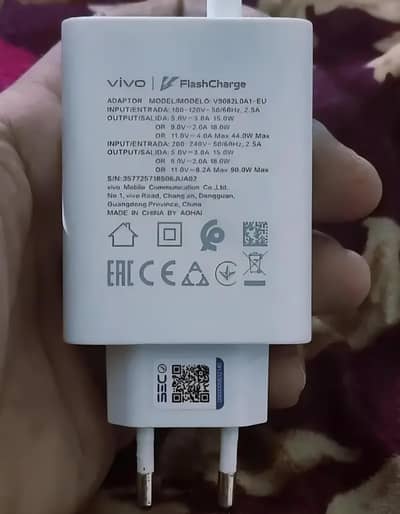 vivo | FlashCharge
ADAPTOR MODEL/MODELO: V9082L0A1-EU
INPUT/ENTRADA: 100-120V~50/60Hz, 2.5A
OUTPUT/SALIDA: 5.0V⎓3.0A 15.0W
OR 9.0V⎓2.0A 18.0W
OR 11.0V⎓4.0A Max 44.0W Max
INPUT/ENTRADA: 200-240V~50/60Hz, 2.5A
OUTPUT/SALIDA: 5.0V⎓3.0A 15.0W
OR 9.0V⎓2.0A 18.0W
OR 11.0V⎓8.2A Max 90.0W Max
S/N:
vivo Mobile Communication Co.,Ltd.
No.1, vivo Road, Chang'an, Dongguan,
Guangdong Province, China
MADE IN CHINA BY AOHAI
EAC CE
SEC